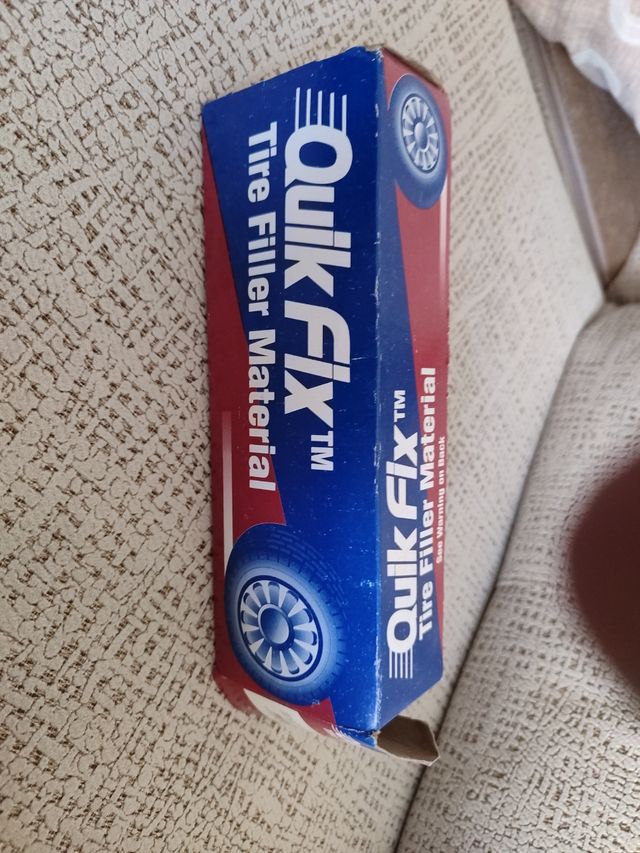 Quik Fix™
Tire Filler Material
Quik Fix™
Tire Filler Material
See Warning on Back